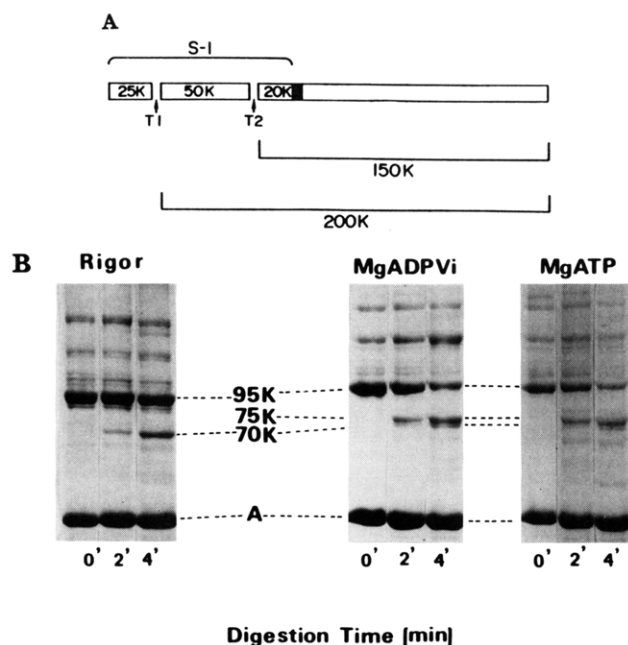 A
S-1
25K 50K 20K
T1 T2
150K
200K
B Rigor MgADPVi MgATP
95K
75K
70K
A
0' 2' 4' 0' 2' 4' 0' 2' 4'
Digestion Time [min]